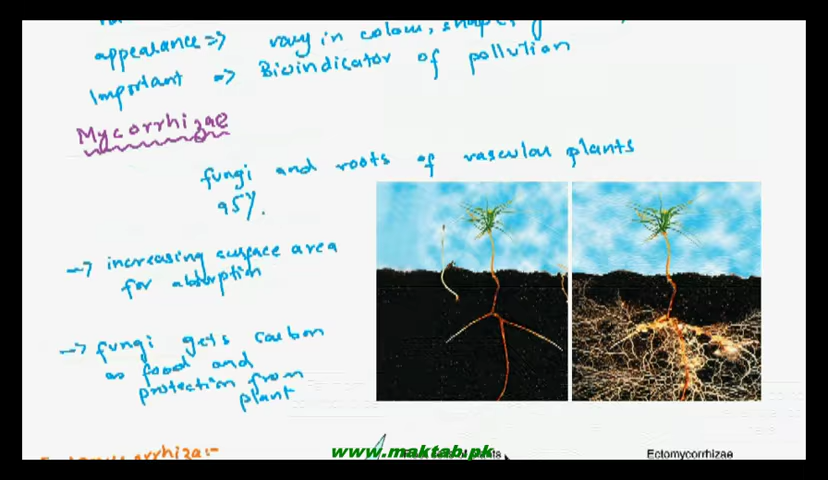 appearance => vary in colour, shape,
Important => Bioindicator of pollution
Mycorrhizae
fungi and roots of vascular plants
95%.
-> increasing surface area
for absorption
-> fungi gets carbon
as food and
protection from
plant
www.maktab.pk
Ectomycorrhizae